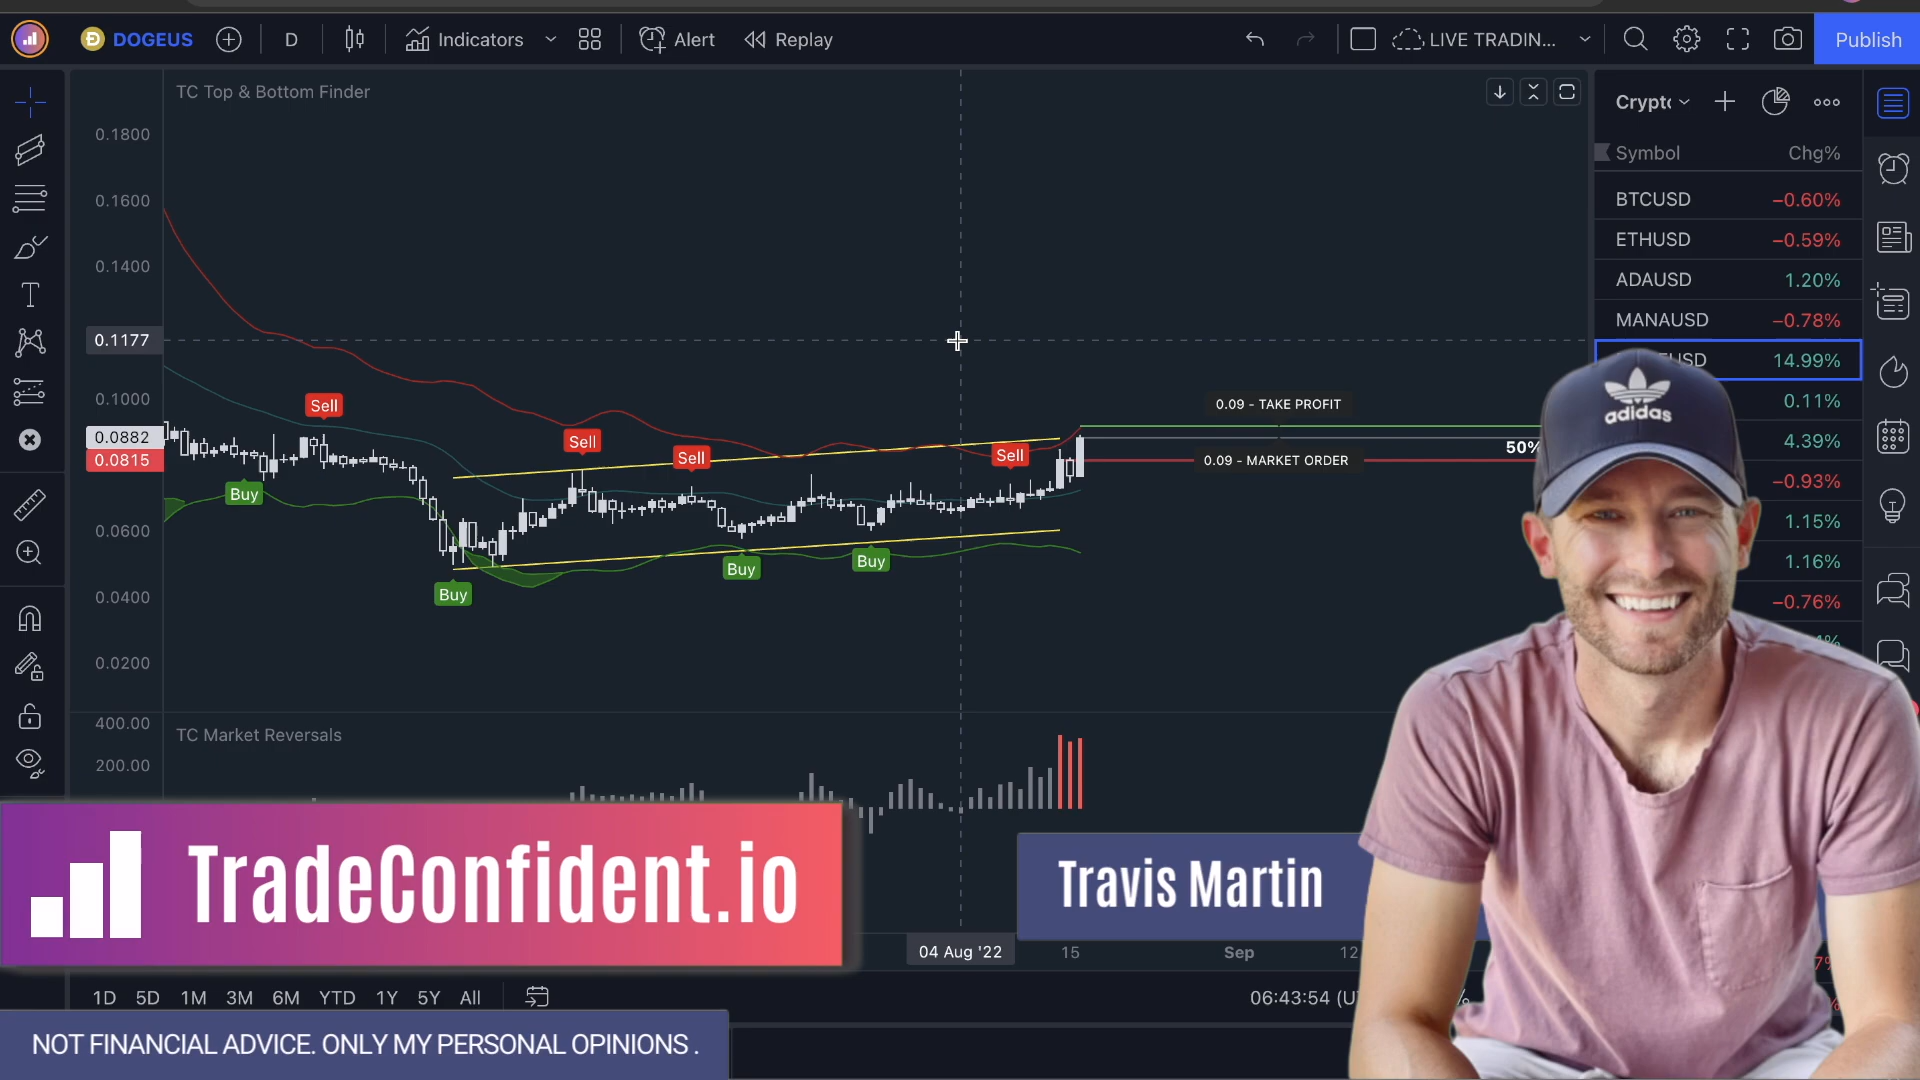 DOGEUS
D
Indicators
Alert
Replay
LIVE TRADIN...
Publish
TC Top & Bottom Finder
0.1800
0.1600
0.1400
0.1177
0.1000
0.0882
0.0815
0.0600
0.0400
0.0200
Sell
Sell
Sell
Sell
Buy
Buy
Buy
Buy
0.09 - TAKE PROFIT
50%
0.09 - MARKET ORDER
Symbol Chg%
BTCUSD −0.60%
ETHUSD −0.59%
ADAUSD 1.20%
MANAUSD −0.78%
USD 14.99%
0.11%
4.39%
−0.93%
1.15%
1.16%
−0.76%
TC Market Reversals
400.00
200.00
TradeConfident.io
Travis Martin
04 Aug '22
15
Sep
12
1D 5D 1M 3M 6M YTD 1Y 5Y All
06:43:54 (U
adidas
NOT FINANCIAL ADVICE. ONLY MY PERSONAL OPINIONS .